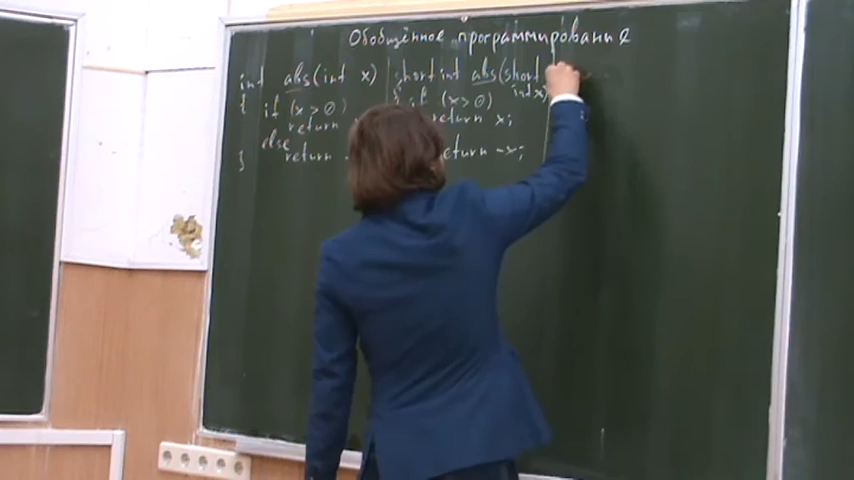 Обобщённое программирование
int abs(int x)
{ if (x>0)
return
else
return
}
short int abs(short
int x)
{ if (x>0)
return x;
return -x;